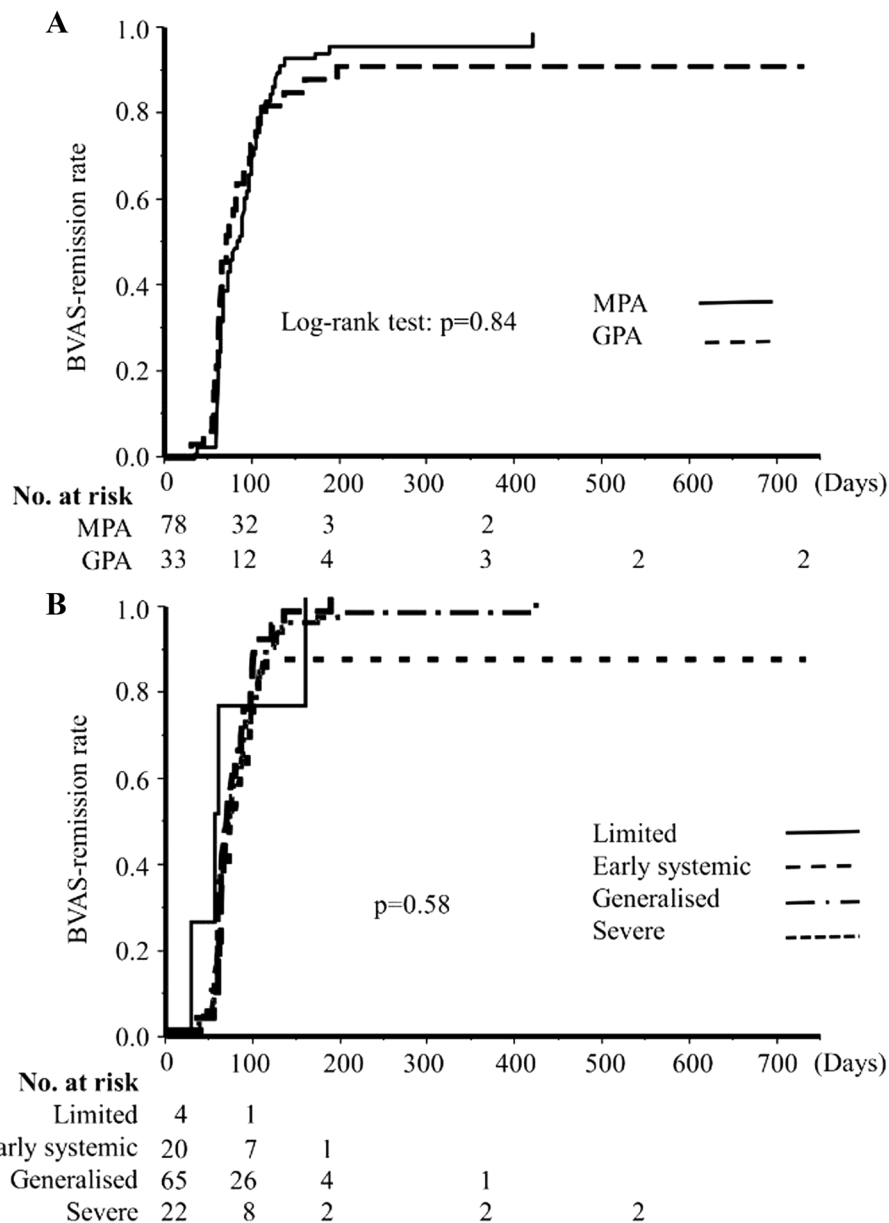 A
1.0
0.8
0.6
0.4
0.2
0.0
BVAS-remission rate
Log-rank test: p=0.84
MPA
GPA
0 100 200 300 400 500 600 700 (Days)
No. at risk
MPA 78 32 3 2
GPA 33 12 4 3 2 2
B
1.0
0.8
0.6
0.4
0.2
0.0
BVAS-remission rate
p=0.58
Limited
Early systemic
Generalised
Severe
0 100 200 300 400 500 600 700 (Days)
No. at risk
Limited 4 1
arly systemic 20 7 1
Generalised 65 26 4 1
Severe 22 8 2 2 2